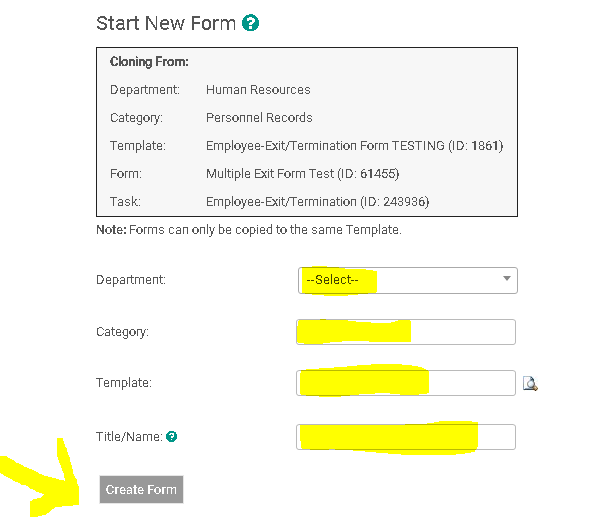 Start New Form ?
Cloning From:
Department: Human Resources
Category: Personnel Records
Template: Employee-Exit/Termination Form TESTING (ID: 1861)
Form: Multiple Exit Form Test (ID: 61455)
Task: Employee-Exit/Termination (ID: 243936)
Note: Forms can only be copied to the same Template.
Department: --Select--
Category:
Template:
Title/Name: ?
Create Form